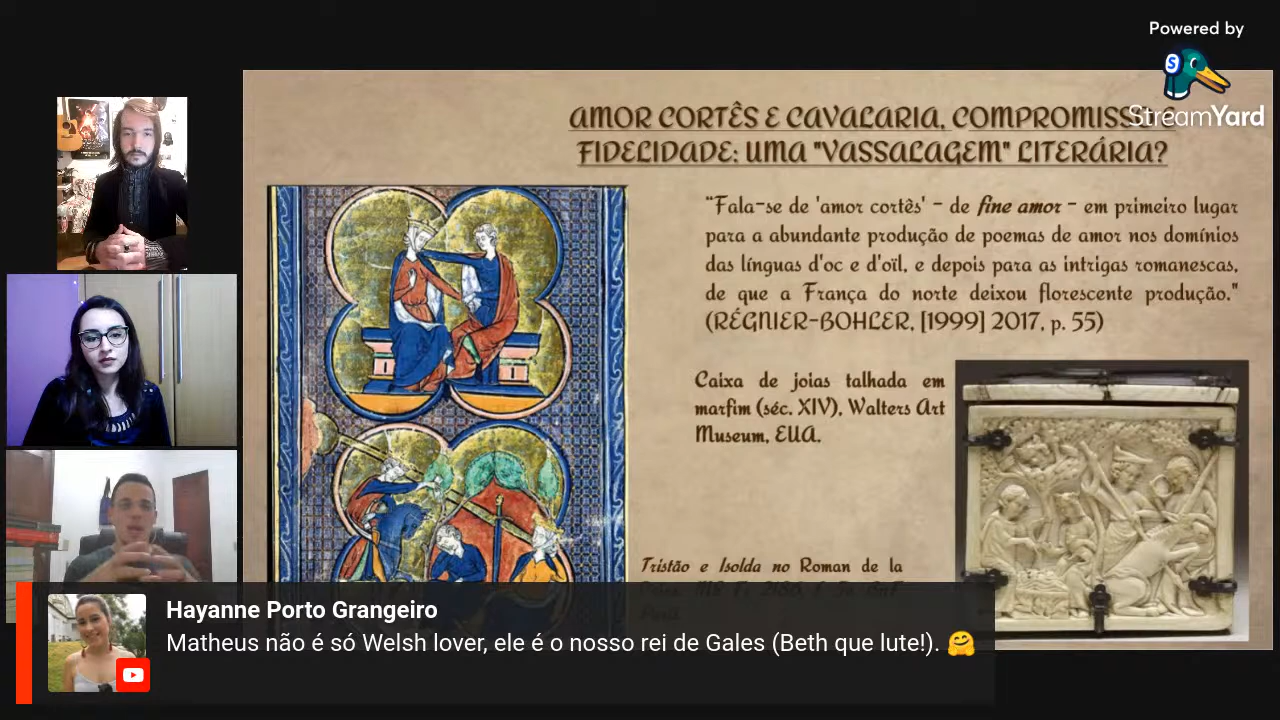 Powered by
StreamYard
AMOR CORTÊS E CAVALARIA, COMPROMISSO E
FIDELIDADE: UMA "VASSALAGEM" LITERÁRIA?
"Fala-se de 'amor cortês' - de fine amor - em primeiro lugar
para a abundante produção de poemas de amor nos domínios
das línguas d'oc e d'oïl, e depois para as intrigas romanescas,
de que a França do norte deixou florescente produção."
(RÉGNIER-BOHLER, [1999] 2017, p. 55)
Caixa de joias talhada em
marfim (séc. XIV), Walters Art
Museum, EUA.
Tristão e Isolda no Roman de la
Hayanne Porto Grangeiro
Matheus não é só Welsh lover, ele é o nosso rei de Gales (Beth que lute!). 🤗